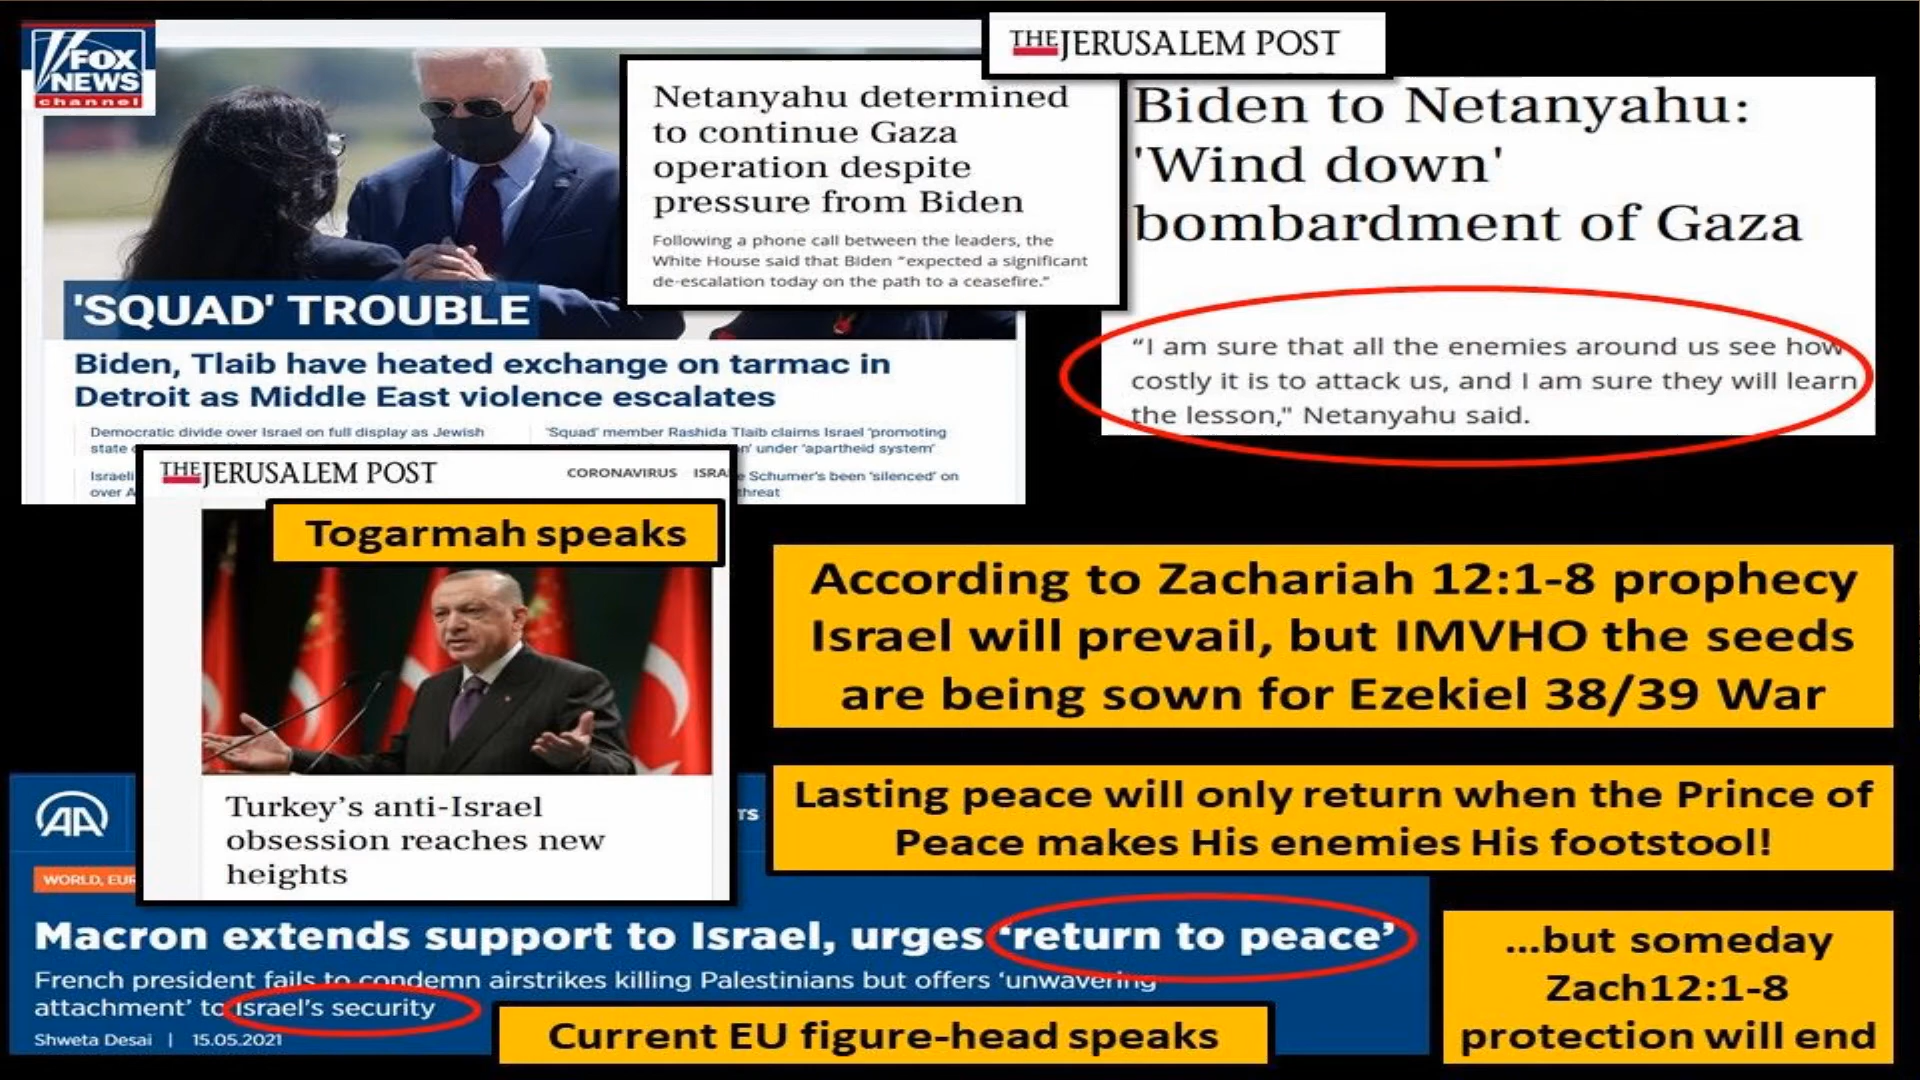 FOX
NEWS
channel
'SQUAD' TROUBLE
Biden, Tlaib have heated exchange on tarmac in
Detroit as Middle East violence escalates
Democratic divide over Israel on full display as Jewish
state
Israeli
over
'Squad' member Rashida Tlaib claims Israel 'promoting
under 'apartheid system'
Schumer's been 'silenced' on
threat
Netanyahu determined
to continue Gaza
operation despite
pressure from Biden
Following a phone call between the leaders, the
White House said that Biden “expected a significant
de-escalation today on the path to a ceasefire.”
THE JERUSALEM POST
Biden to Netanyahu:
'Wind down'
bombardment of Gaza
“I am sure that all the enemies around us see how
costly it is to attack us, and I am sure they will learn
the lesson," Netanyahu said.
THE JERUSALEM POST
CORONAVIRUS ISRA
Togarmah speaks
Turkey’s anti-Israel
obsession reaches new
heights
According to Zachariah 12:1-8 prophecy
Israel will prevail, but IMVHO the seeds
are being sown for Ezekiel 38/39 War
Lasting peace will only return when the Prince of
Peace makes His enemies His footstool!
AA
TS
WORLD, EUR
Macron extends support to Israel, urges ‘return to peace’
French president fails to condemn airstrikes killing Palestinians but offers ‘unwavering
attachment’ to Israel’s security
Shweta Desai | 15.05.2021
Current EU figure-head speaks
...but someday
Zach12:1-8
protection will end